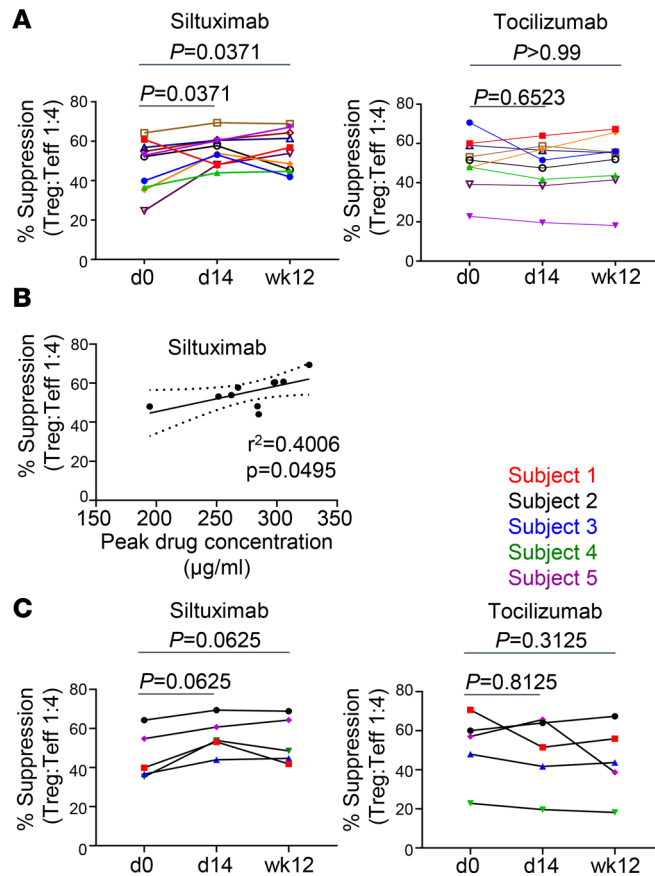 A
Siltuximab
P=0.0371
P=0.0371
% Suppression
(Treg:Teff 1:4)
80
60
40
20
0
d0 d14 wk12
Tocilizumab
P>0.99
P=0.6523
% Suppression
(Treg:Teff 1:4)
80
60
40
20
0
d0 d14 wk12
B
Siltuximab
% Suppression
(Treg:Teff 1:4)
80
60
40
20
0
r²=0.4006
p=0.0495
150 200 250 300 350
Peak drug concentration
(µg/ml)
Subject 1
Subject 2
Subject 3
Subject 4
Subject 5
C
Siltuximab
P=0.0625
P=0.0625
% Suppression
(Treg:Teff 1:4)
80
60
40
20
0
d0 d14 wk12
Tocilizumab
P=0.3125
P=0.8125
% Suppression
(Treg:Teff 1:4)
80
60
40
20
0
d0 d14 wk12